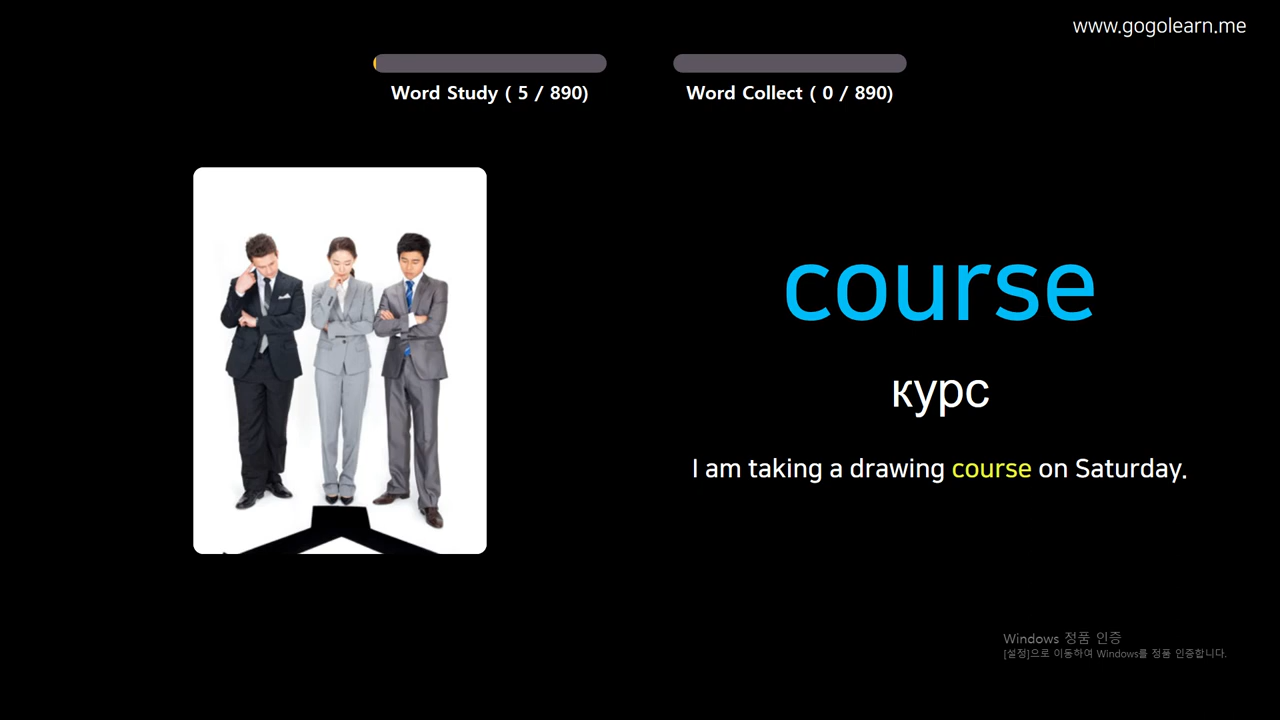 www.gogolearn.me
Word Study ( 5 / 890)
Word Collect ( 0 / 890)
course
курс
I am taking a drawing course on Saturday.
Windows 정품 인증
[설정]으로 이동하여 Windows를 정품 인증합니다.